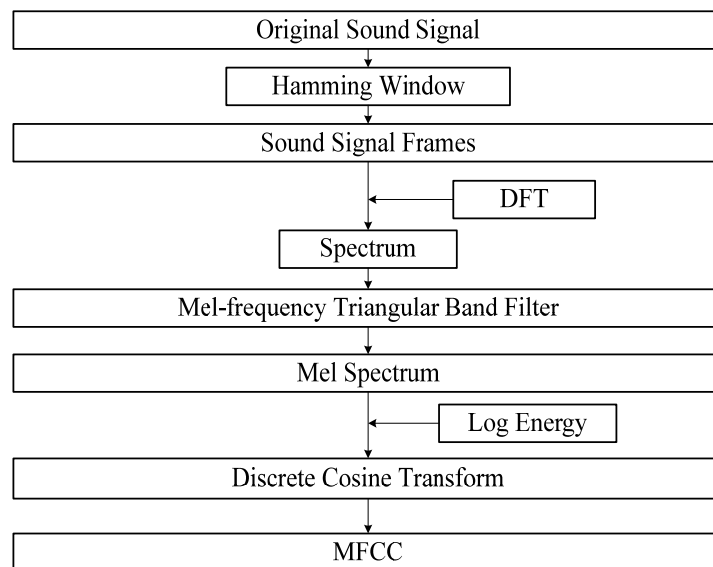 Original Sound Signal
Hamming Window
Sound Signal Frames
DFT
Spectrum
Mel-frequency Triangular Band Filter
Mel Spectrum
Log Energy
Discrete Cosine Transform
MFCC